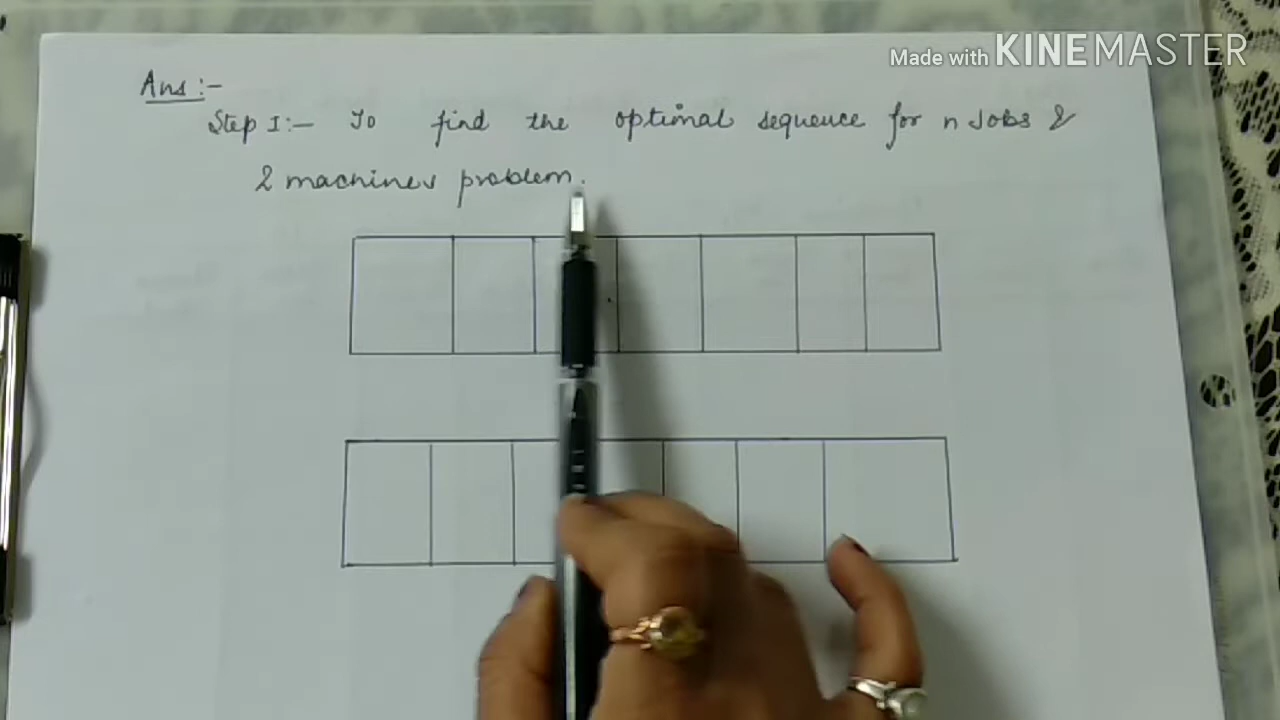 Made with KINEMASTER
Ans :-
Step I :- To find the optimal sequence for n Jobs &
2 machines problem.